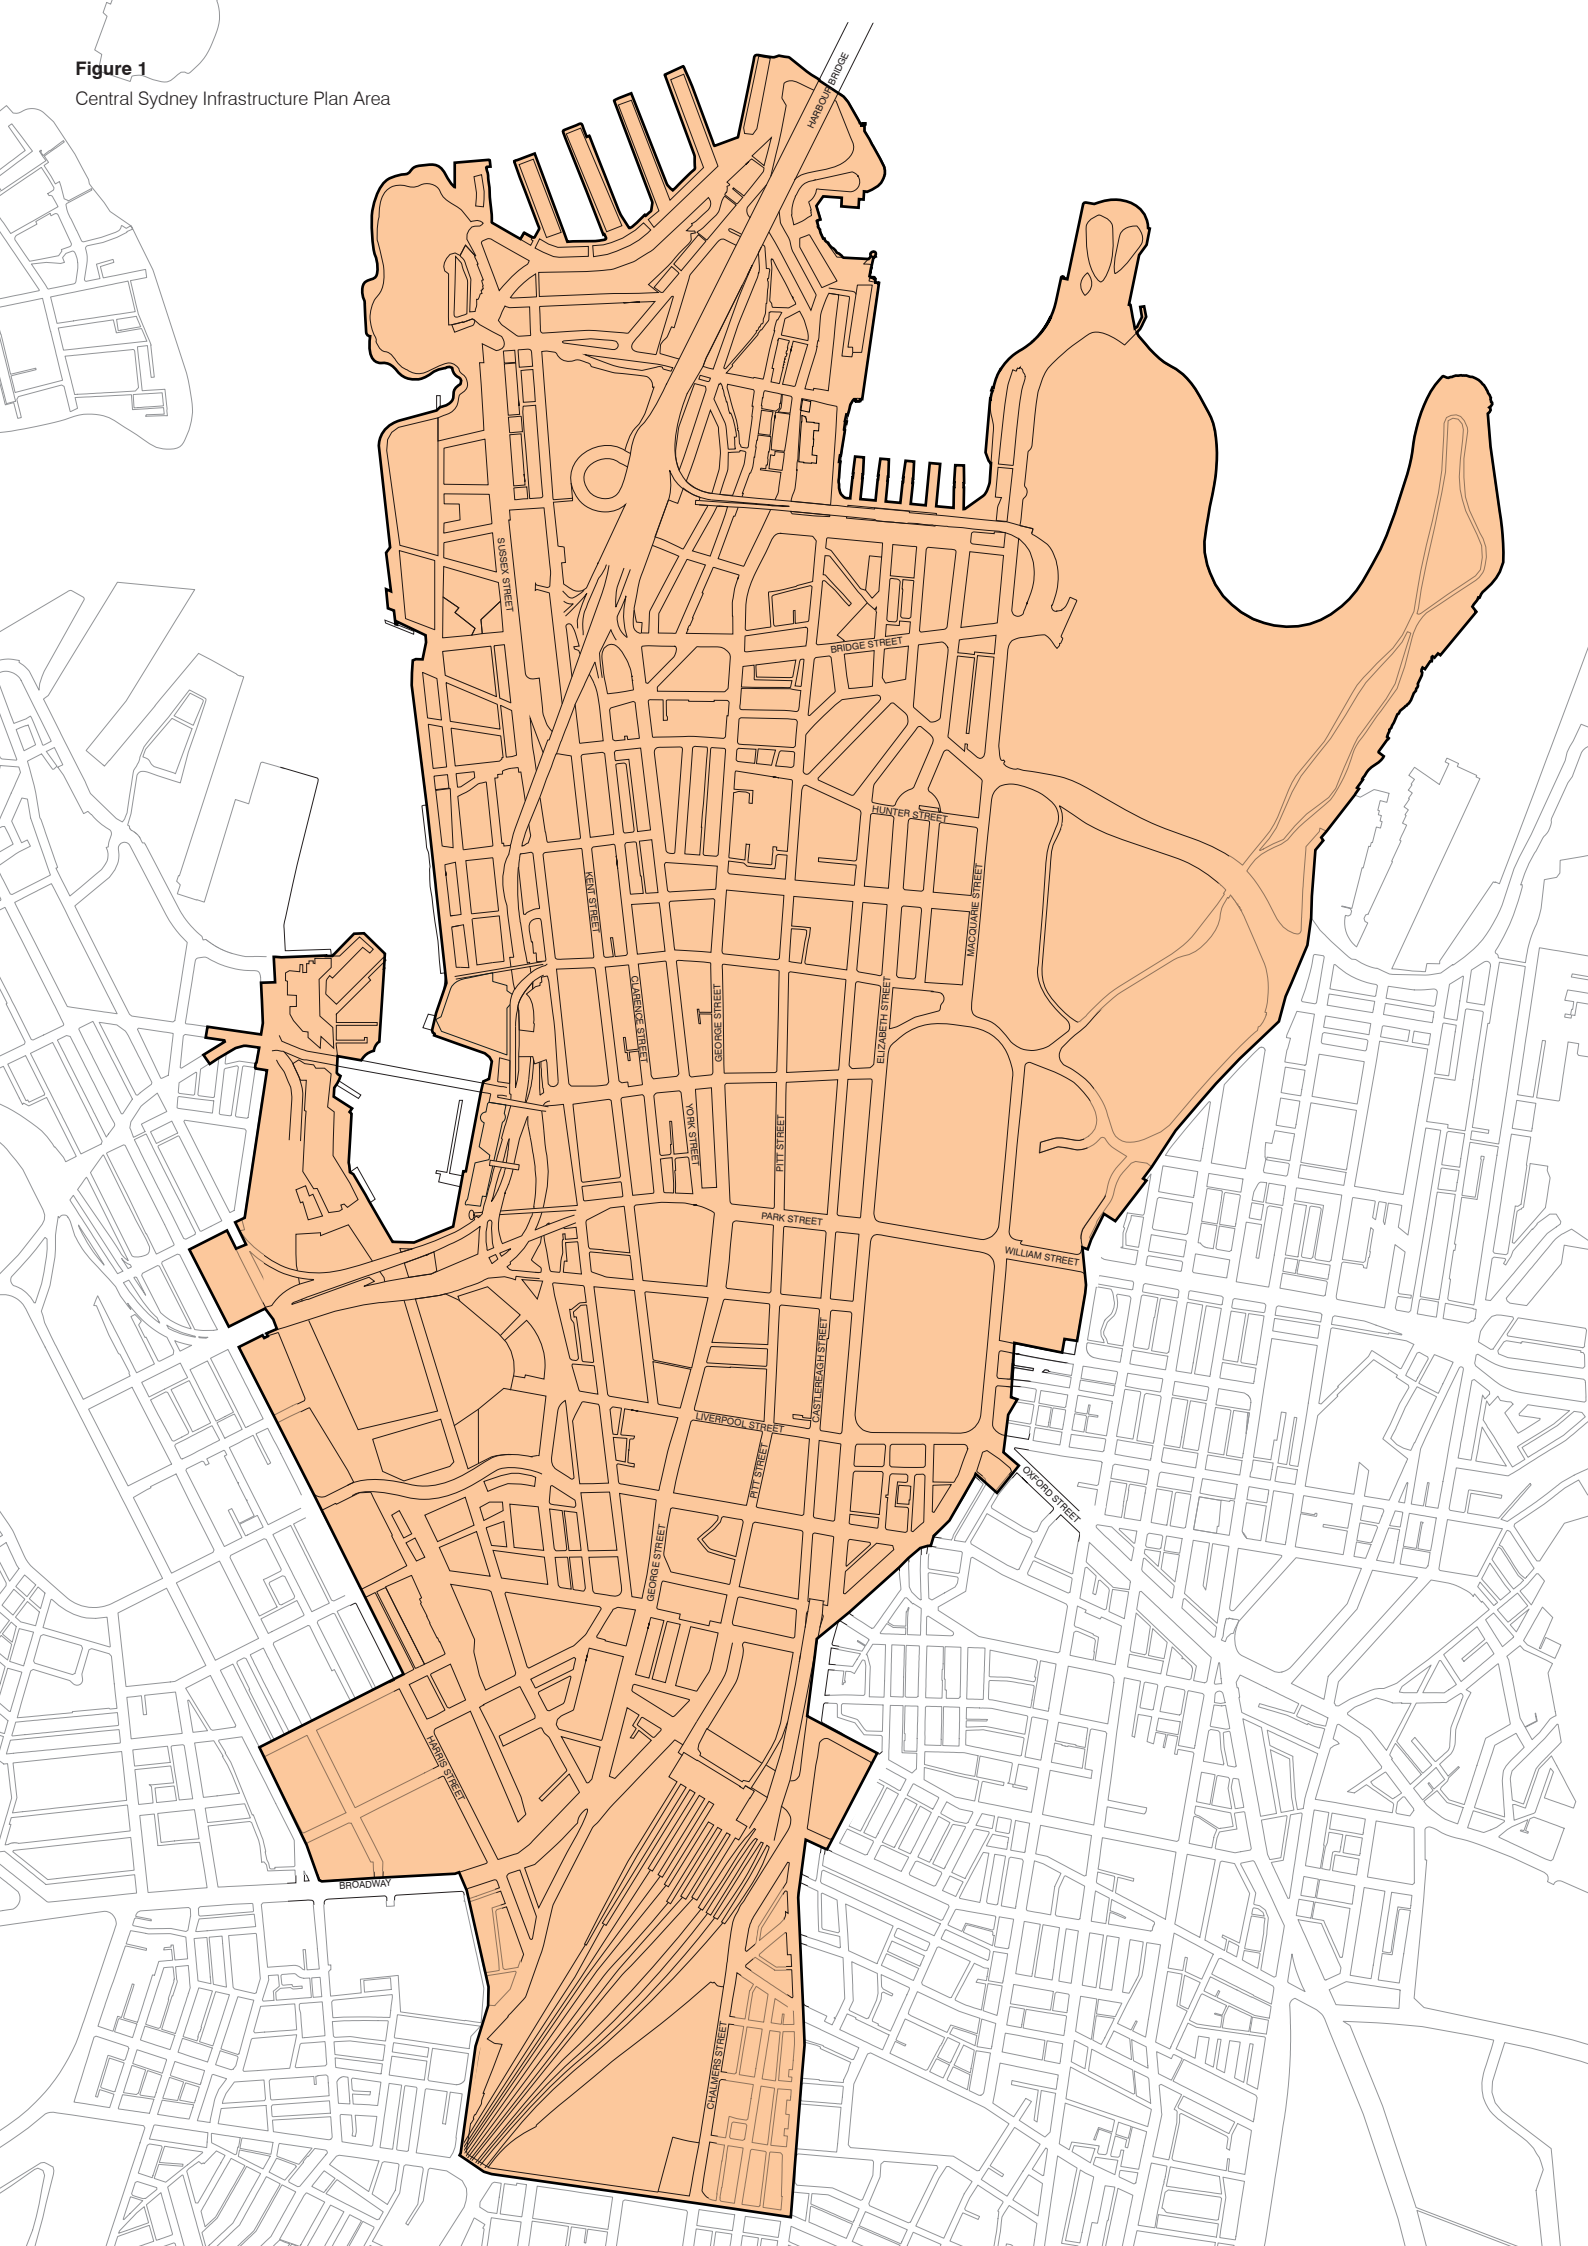 Figure 1
Central Sydney Infrastructure Plan Area
HARBOUR BRIDGE
SUSSEX STREET
BRIDGE STREET
HUNTER STREET
KENT STREET
MACQUARIE STREET
CLARENCE STREET
GEORGE STREET
ELIZABETH STREET
YORK STREET
PITT STREET
PARK STREET
WILLIAM STREET
CASTLEREAGH STREET
LIVERPOOL STREET
PITT STREET
OXFORD STREET
GEORGE STREET
HARRIS STREET
BROADWAY
CHALMERS STREET